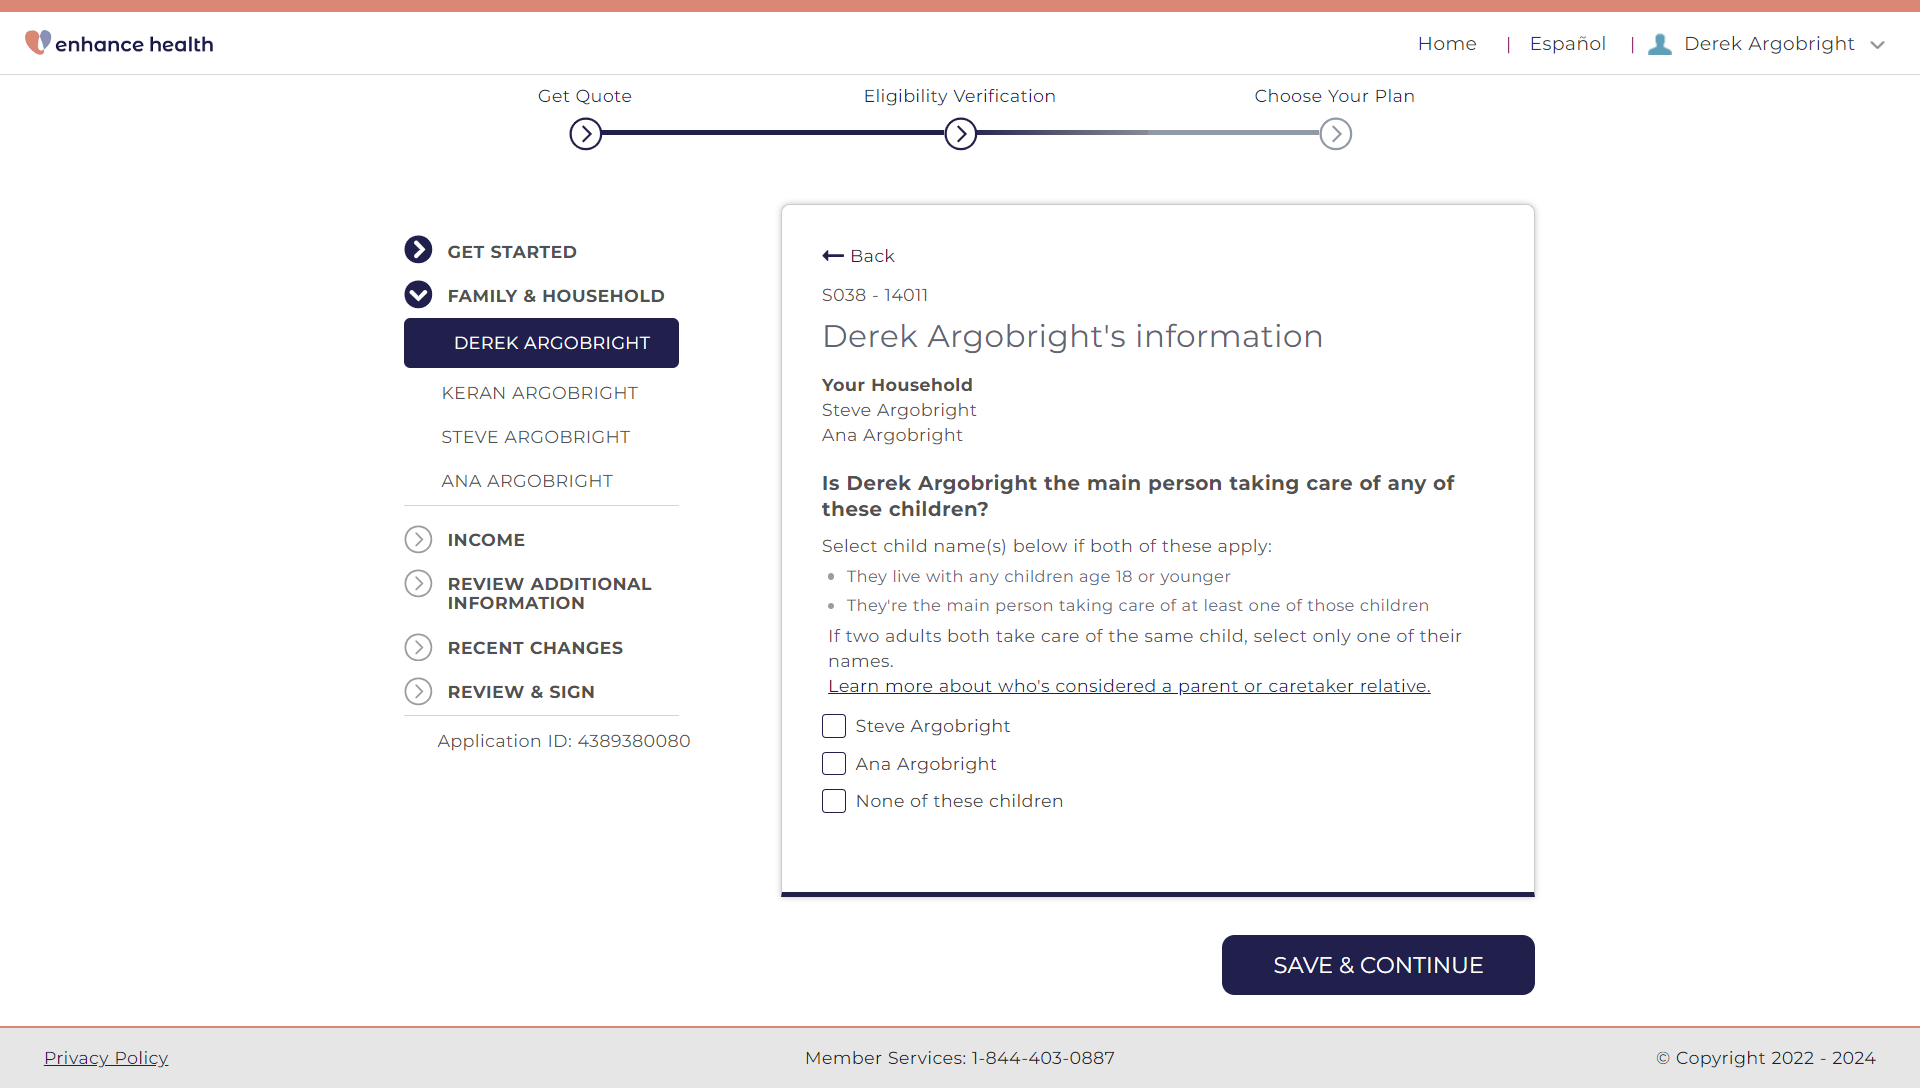 enhance health
Home | Español | Derek Argobright
Get Quote
Eligibility Verification
Choose Your Plan
GET STARTED
FAMILY & HOUSEHOLD
DEREK ARGOBRIGHT
KERAN ARGOBRIGHT
STEVE ARGOBRIGHT
ANA ARGOBRIGHT
INCOME
REVIEW ADDITIONAL
INFORMATION
RECENT CHANGES
REVIEW & SIGN
Application ID: 4389380080
Back
S038 - 14011
Derek Argobright's information
Your Household
Steve Argobright
Ana Argobright
Is Derek Argobright the main person taking care of any of
these children?
Select child name(s) below if both of these apply:
They live with any children age 18 or younger
They're the main person taking care of at least one of those children
If two adults both take care of the same child, select only one of their
names.
Learn more about who's considered a parent or caretaker relative.
Steve Argobright
Ana Argobright
None of these children
SAVE & CONTINUE
Privacy Policy
Member Services: 1-844-403-0887
© Copyright 2022 - 2024